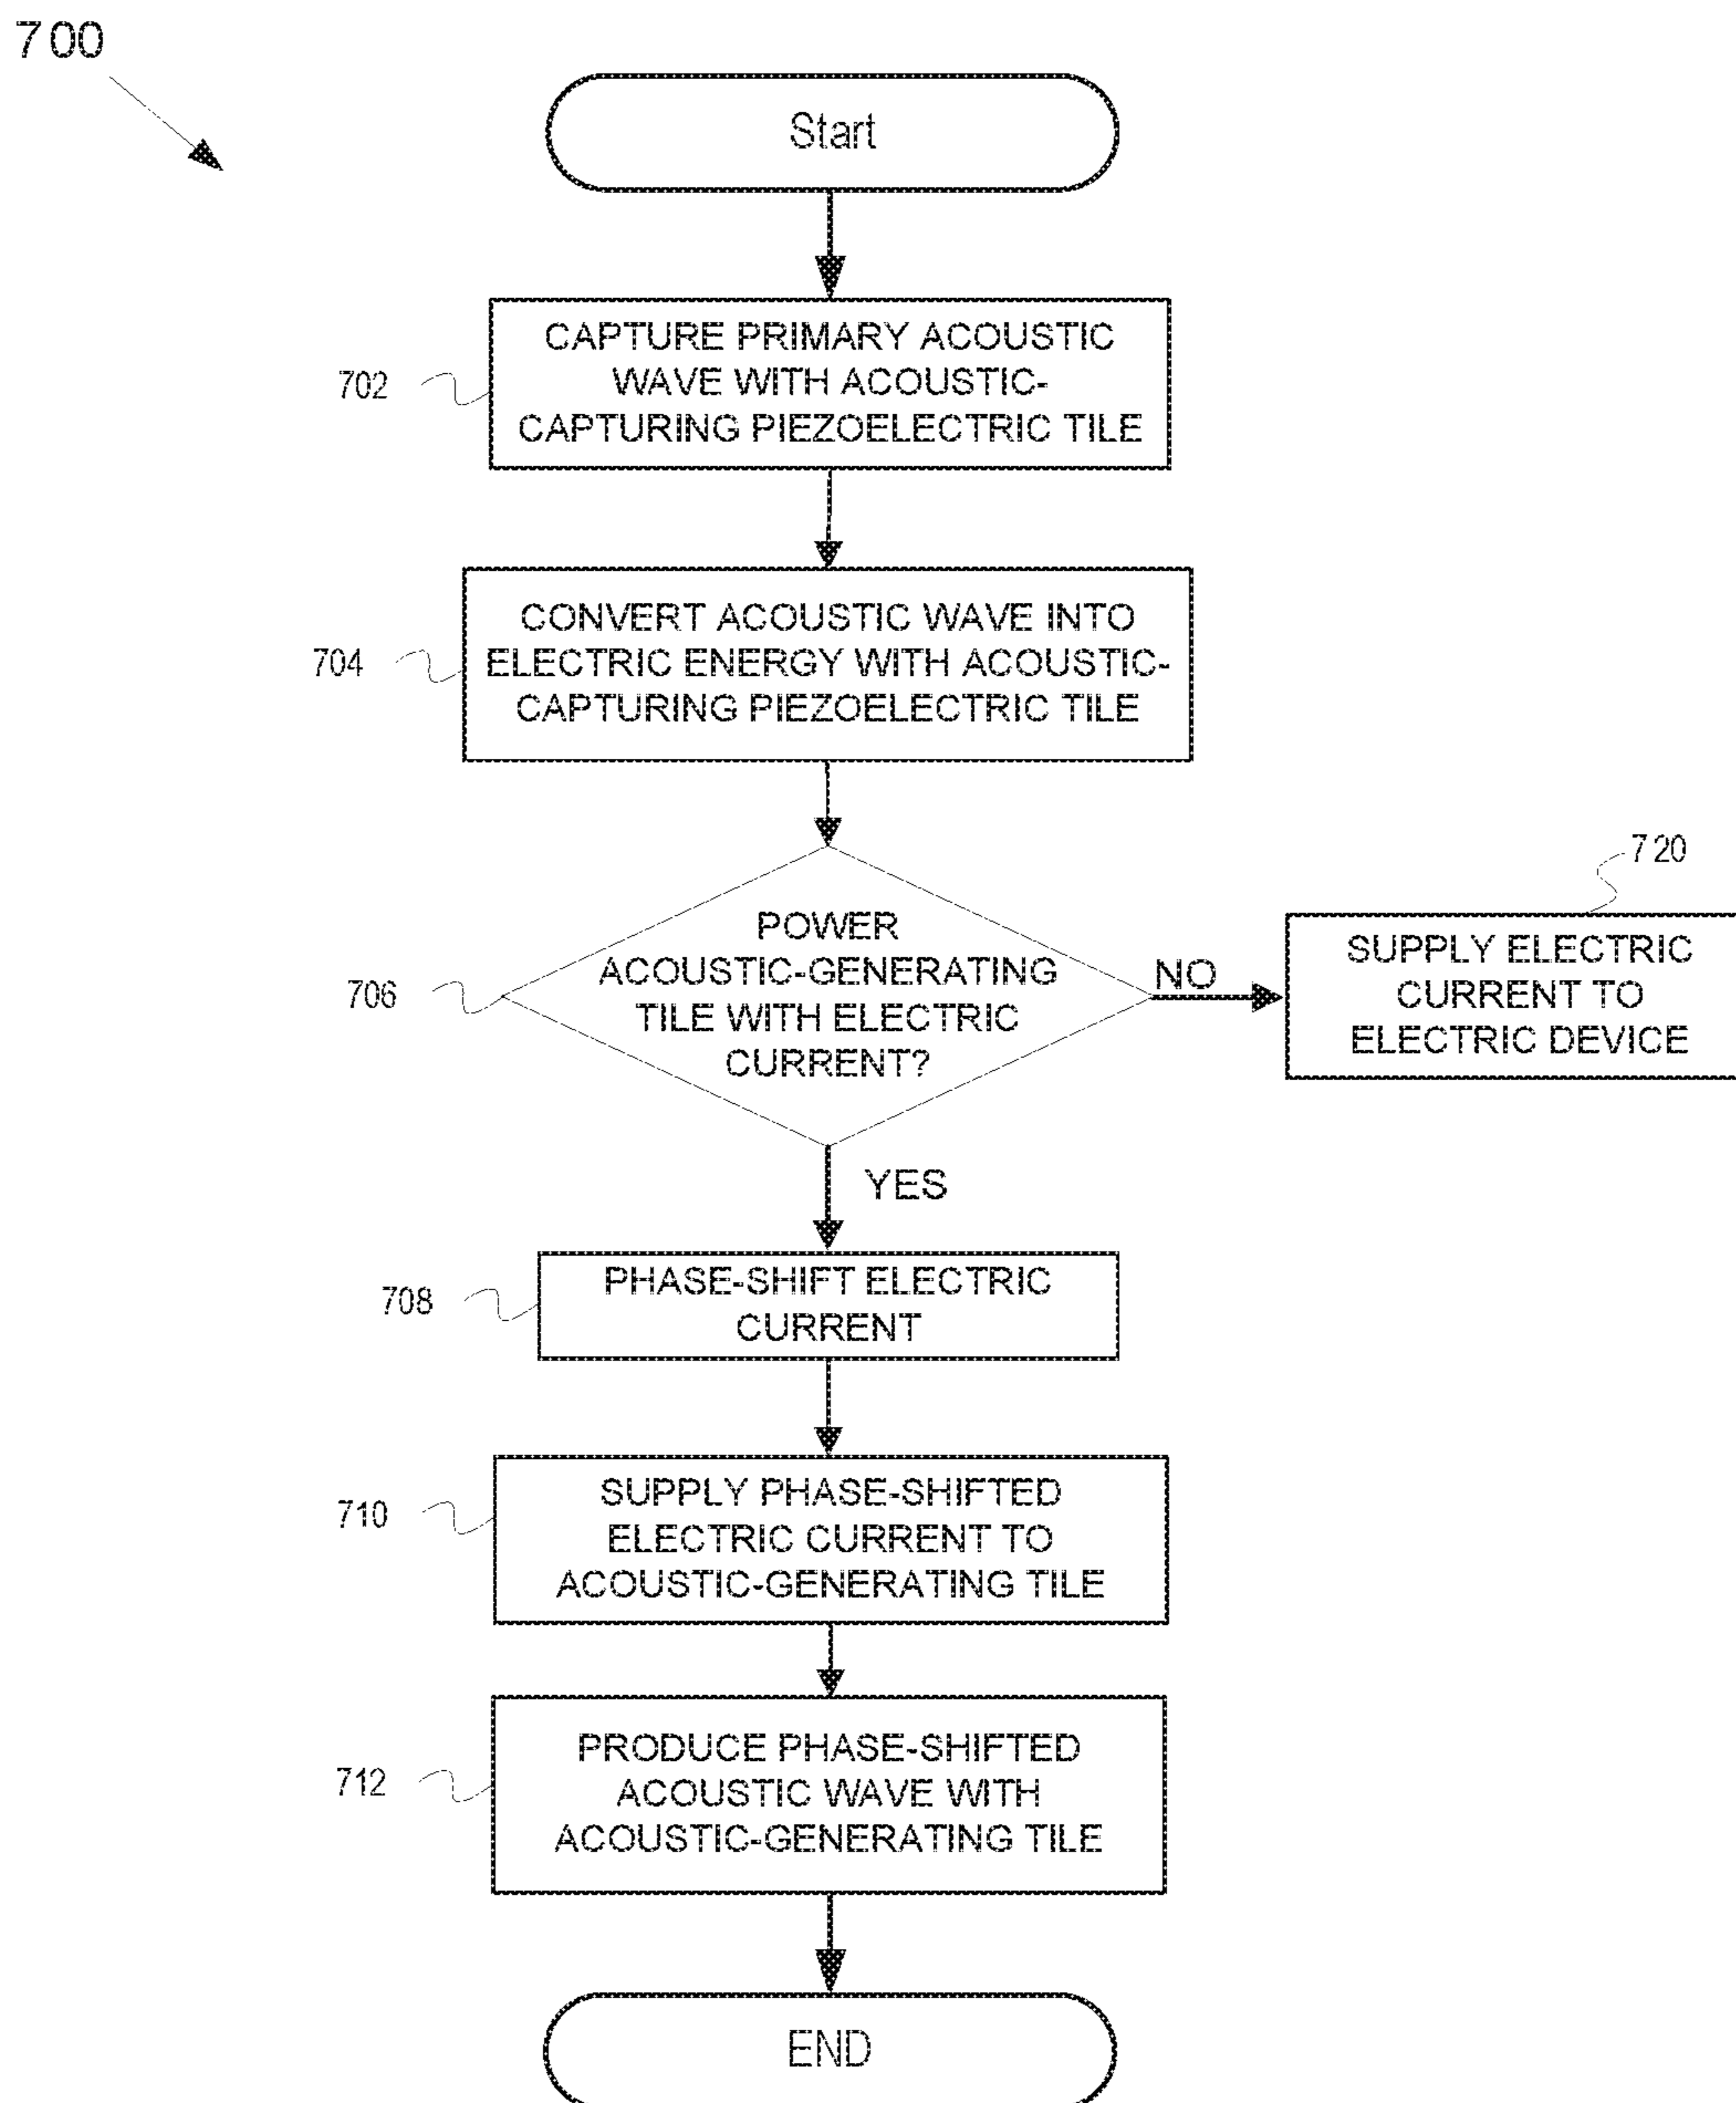 700
Start
702
CAPTURE PRIMARY ACOUSTIC
WAVE WITH ACOUSTIC-
CAPTURING PIEZOELECTRIC TILE
704
CONVERT ACOUSTIC WAVE INTO
ELECTRIC ENERGY WITH ACOUSTIC-
CAPTURING PIEZOELECTRIC TILE
706
POWER
ACOUSTIC-GENERATING
TILE WITH ELECTRIC
CURRENT?
NO
720
SUPPLY ELECTRIC
CURRENT TO
ELECTRIC DEVICE
YES
708
PHASE-SHIFT ELECTRIC
CURRENT
710
SUPPLY PHASE-SHIFTED
ELECTRIC CURRENT TO
ACOUSTIC-GENERATING TILE
712
PRODUCE PHASE-SHIFTED
ACOUSTIC WAVE WITH
ACOUSTIC-GENERATING TILE
END